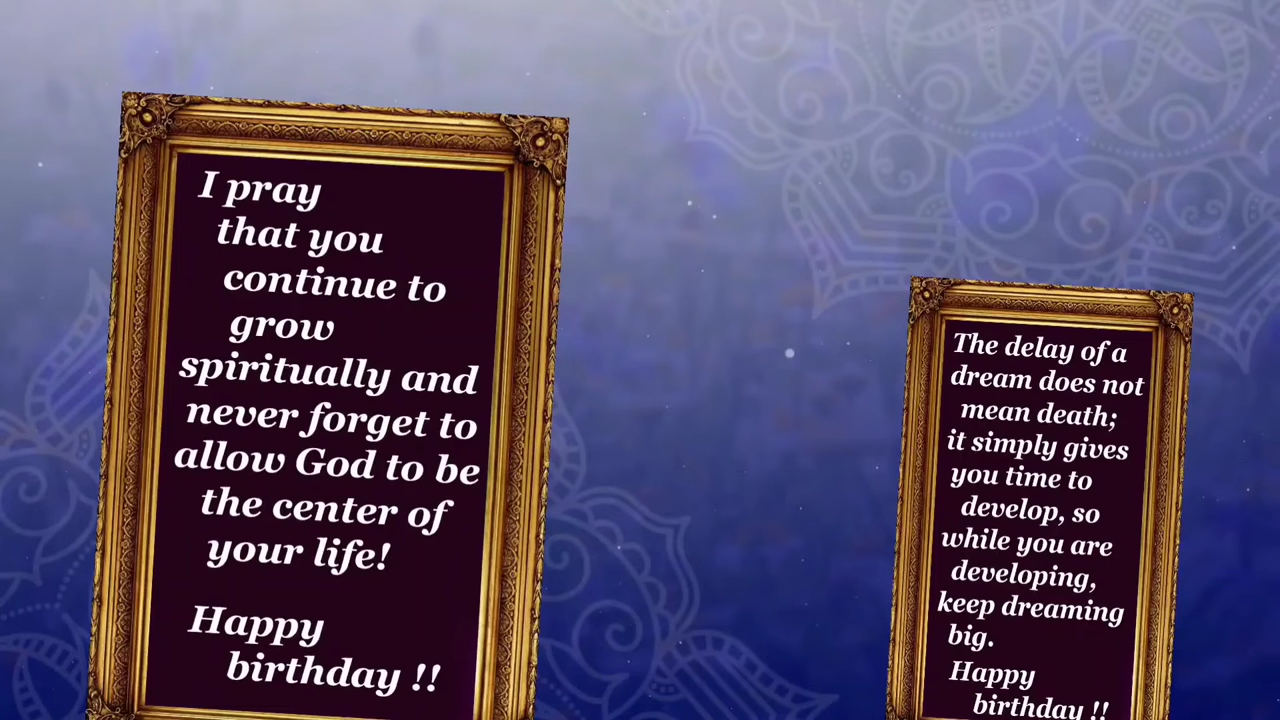 I pray
that you
continue to
grow
spiritually and
never forget to
allow God to be
the center of
your life!
Happy
birthday !!
The delay of a
dream does not
mean death;
it simply gives
you time to
develop, so
while you are
developing,
keep dreaming
big.
Happy
birthday !!